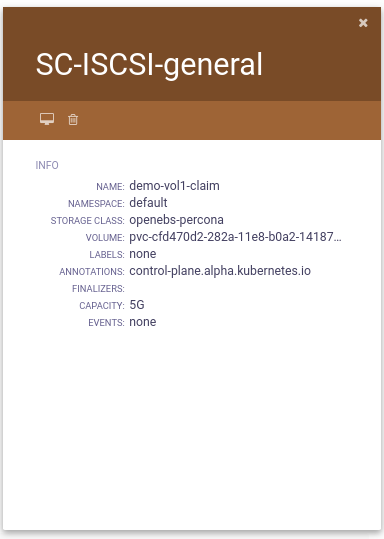 SC-ISCSI-general
INFO
NAME: demo-vol1-claim
NAMESPACE: default
STORAGE CLASS: openebs-percona
VOLUME: pvc-cfd470d2-282a-11e8-b0a2-14187...
LABELS: none
ANNOTATIONS: control-plane.alpha.kubernetes.io
FINALIZERS:
CAPACITY: 5G
EVENTS: none